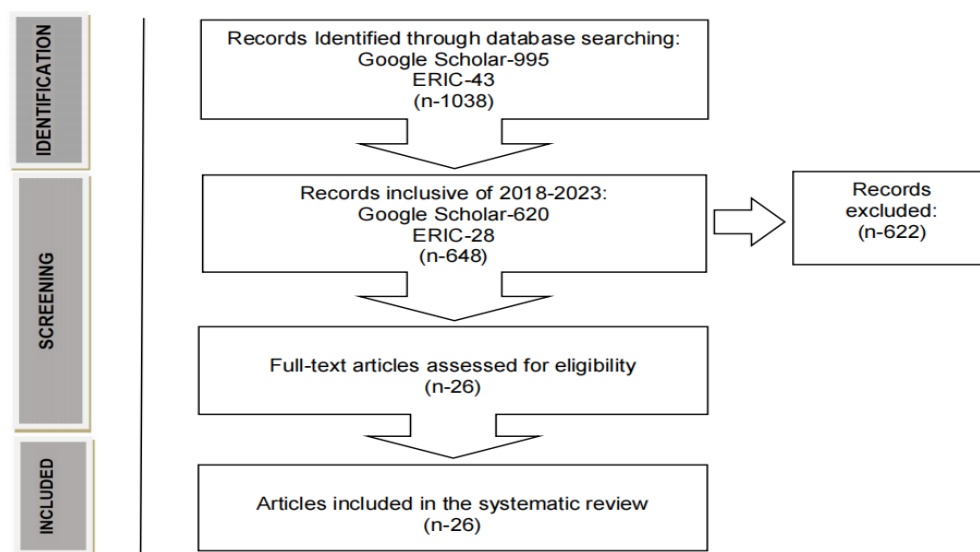 IDENTIFICATION
Records Identified through database searching:
Google Scholar-995
ERIC-43
(n-1038)
SCREENING
Records inclusive of 2018-2023:
Google Scholar-620
ERIC-28
(n-648)
Records
excluded:
(n-622)
Full-text articles assessed for eligibility
(n-26)
INCLUDED
Articles included in the systematic review
(n-26)